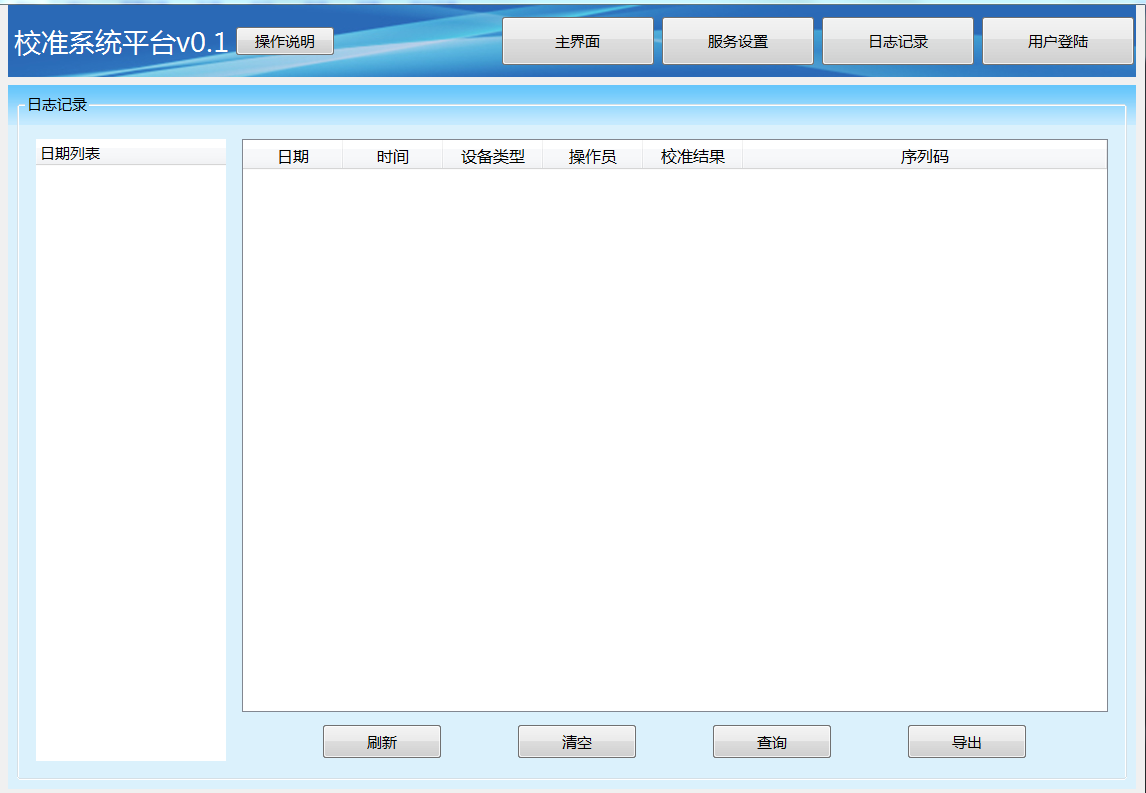 校准系统平台v0.1 操作说明 主界面 服务设置 日志记录 用户登陆
日志记录
日期列表
日期 时间 设备类型 操作员 校准结果 序列码
刷新 清空 查询 导出